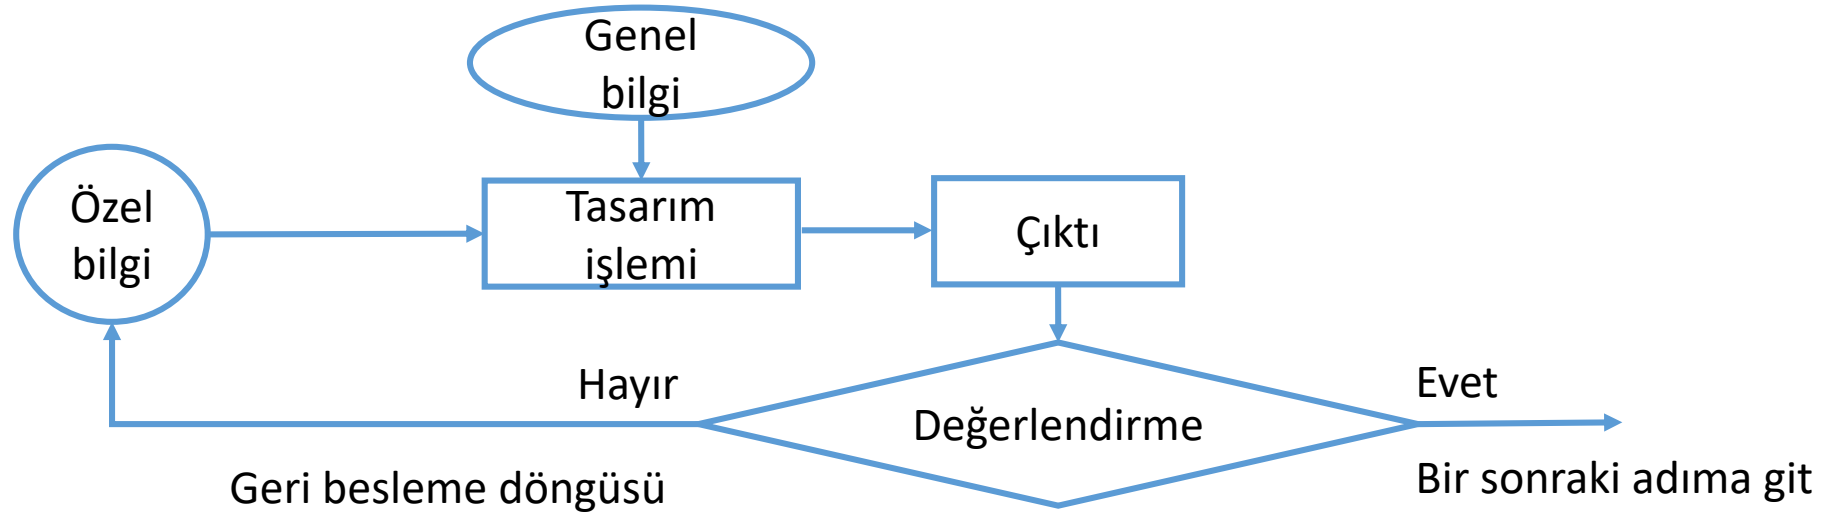 Genel
bilgi
Özel
bilgi
Tasarım
işlemi
Çıktı
Hayır
Değerlendirme
Evet
Geri besleme döngüsü
Bir sonraki adıma git